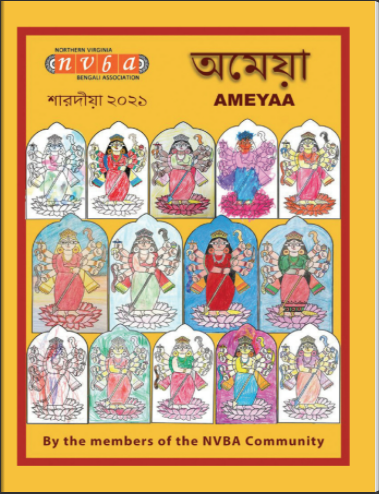 NORTHERN VIRGINIA
nvba
BENGALI ASSOCIATION
শারদীয়া ২০২১
অমেয়া
AMEYAA
By the members of the NVBA Community